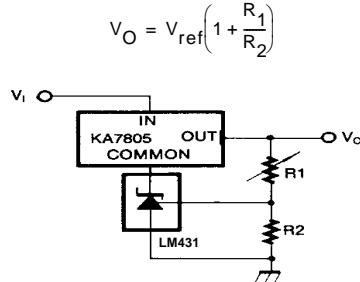 V_O = V_ref(1 + R_1/R_2)
V_I
IN
KA7805 OUT
COMMON
V_O
R1
LM431
R2